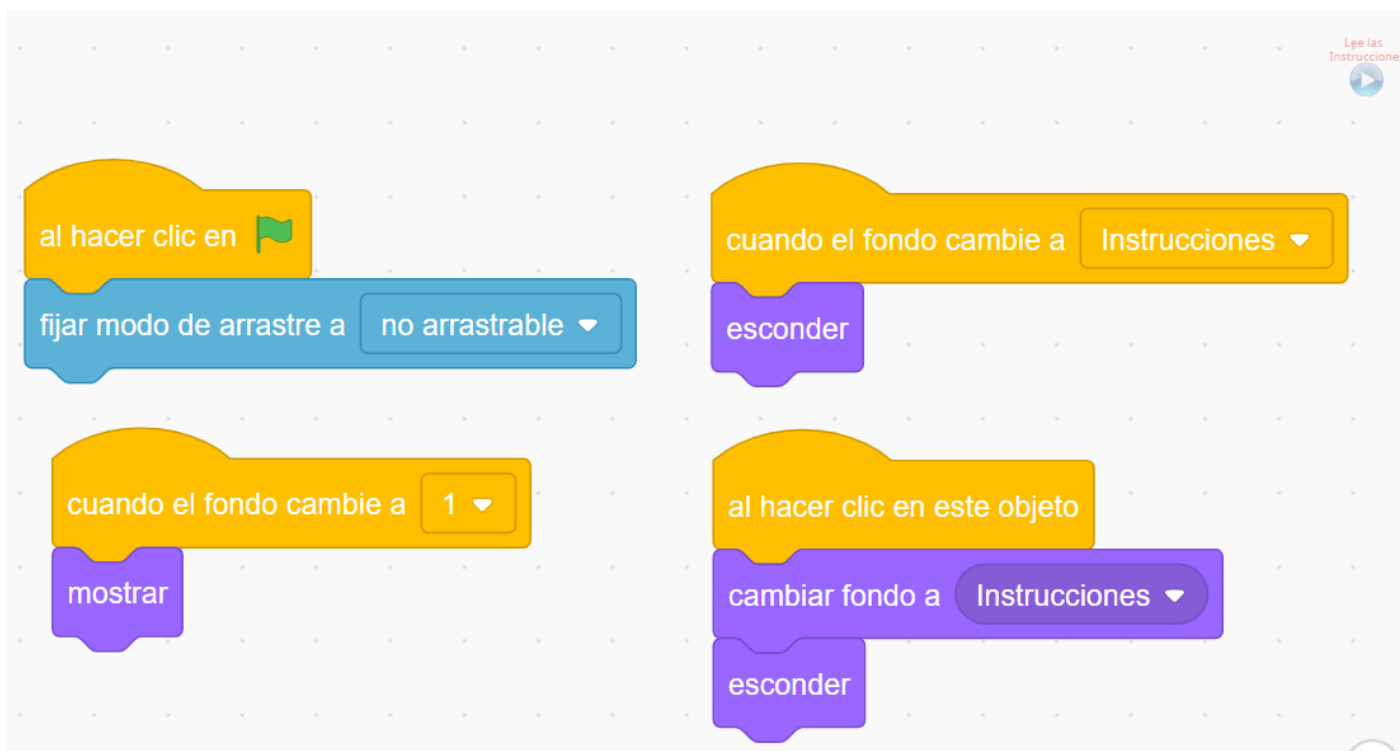 Lee las
Instrucciones
al hacer clic en
fijar modo de arrastre a no arrastrable
cuando el fondo cambie a Instrucciones
esconder
cuando el fondo cambie a 1
mostrar
al hacer clic en este objeto
cambiar fondo a Instrucciones
esconder